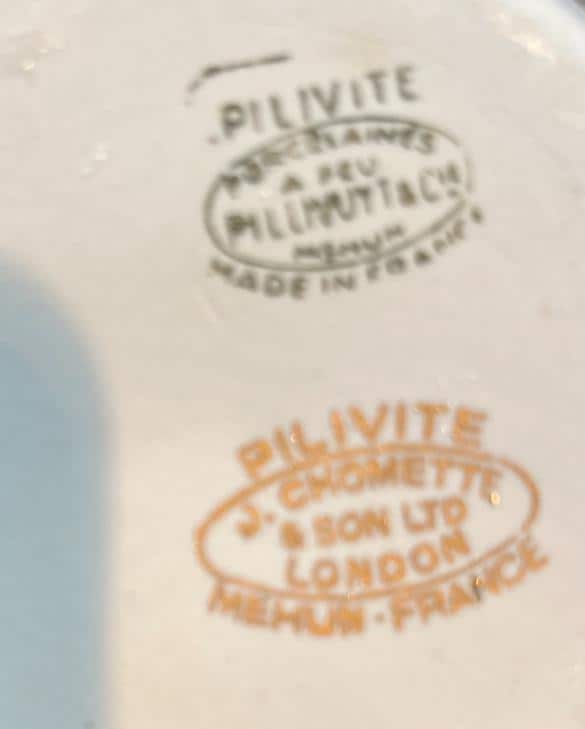 PILIVITE
PORCELAINES
A FEU
PILLIVUYT & Cie
MEHUN
MADE IN FRANCE
PILIVITE
J. CHOMETTE
& SON LTD
LONDON
MEHUN · FRANCE